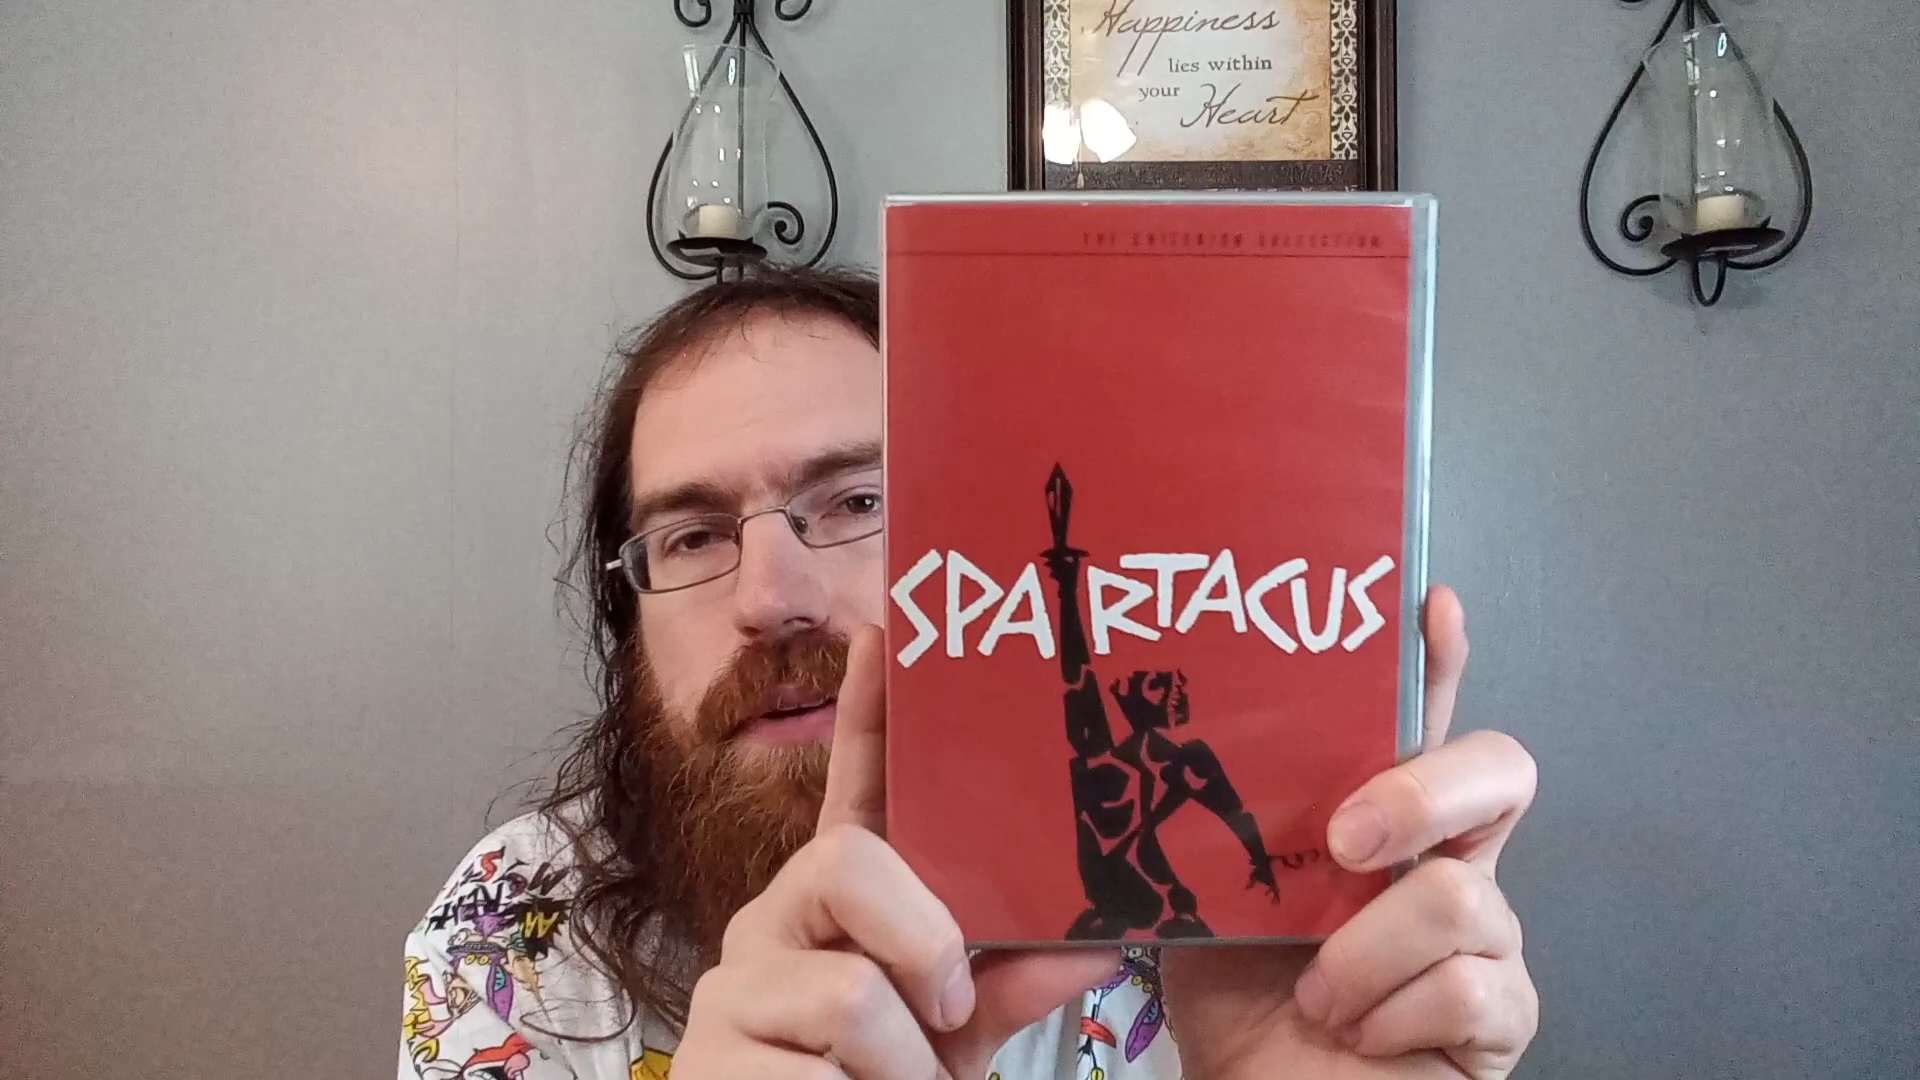 Happiness
lies within
your Heart
THE CRITERION COLLECTION
SPARTACUS